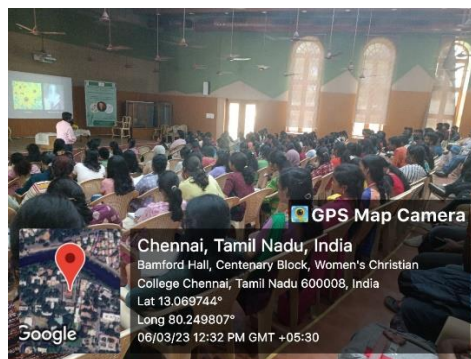 GPS Map Camera
Chennai, Tamil Nadu, India
Bamford Hall, Centenary Block, Women's Christian
College Chennai, Tamil Nadu 600008, India
Lat 13.069744°
Long 80.249807°
06/03/23 12:32 PM GMT +05:30
Google